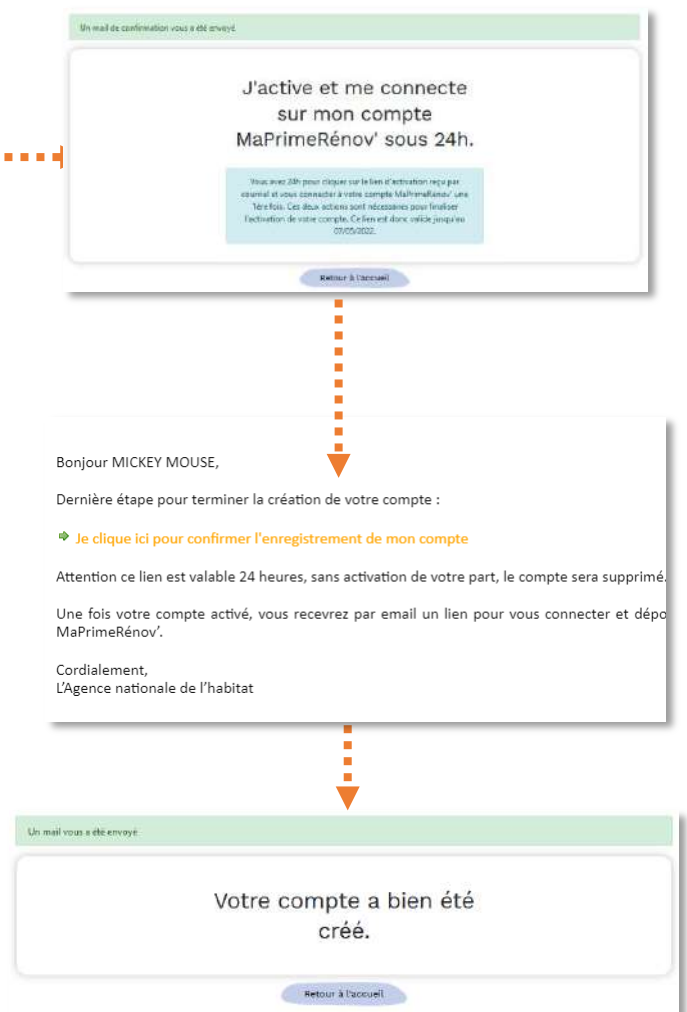 Un mail de confirmation vous a été envoyé
J'active et me connecte
sur mon compte
MaPrimeRénov' sous 24h.
Vous avez 24h pour cliquer sur le lien d'activation reçu par
courriel et vous connecter à votre compte MaPrimeRénov' une
1ère fois. Ces deux actions sont nécessaires pour finaliser
l'activation de votre compte. Ce lien est donc valide jusqu'au
07/05/2022.
Retour à l'accueil
Bonjour MICKEY MOUSE,
Dernière étape pour terminer la création de votre compte :
Je clique ici pour confirmer l'enregistrement de mon compte
Attention ce lien est valable 24 heures, sans activation de votre part, le compte sera supprimé.
Une fois votre compte activé, vous recevrez par email un lien pour vous connecter et dépo
MaPrimeRénov’.
Cordialement,
L’Agence nationale de l’habitat
Un mail vous a été envoyé
Votre compte a bien été
créé.
Retour à l'accueil